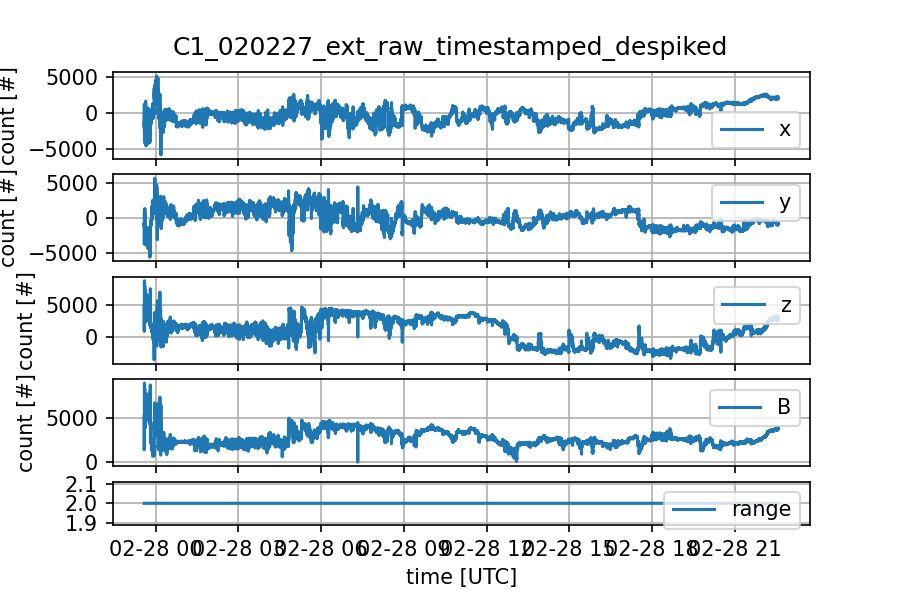 C1_020227_ext_raw_timestamped_despiked
count [#]
5000
0
−5000
x
count [#]
5000
0
−5000
y
count [#]
5000
0
z
count [#]
5000
0
B
2.1
2.0
1.9
range
02-28 00 02-28 03 02-28 06 02-28 09 02-28 12 02-28 15 02-28 18 02-28 21
time [UTC]